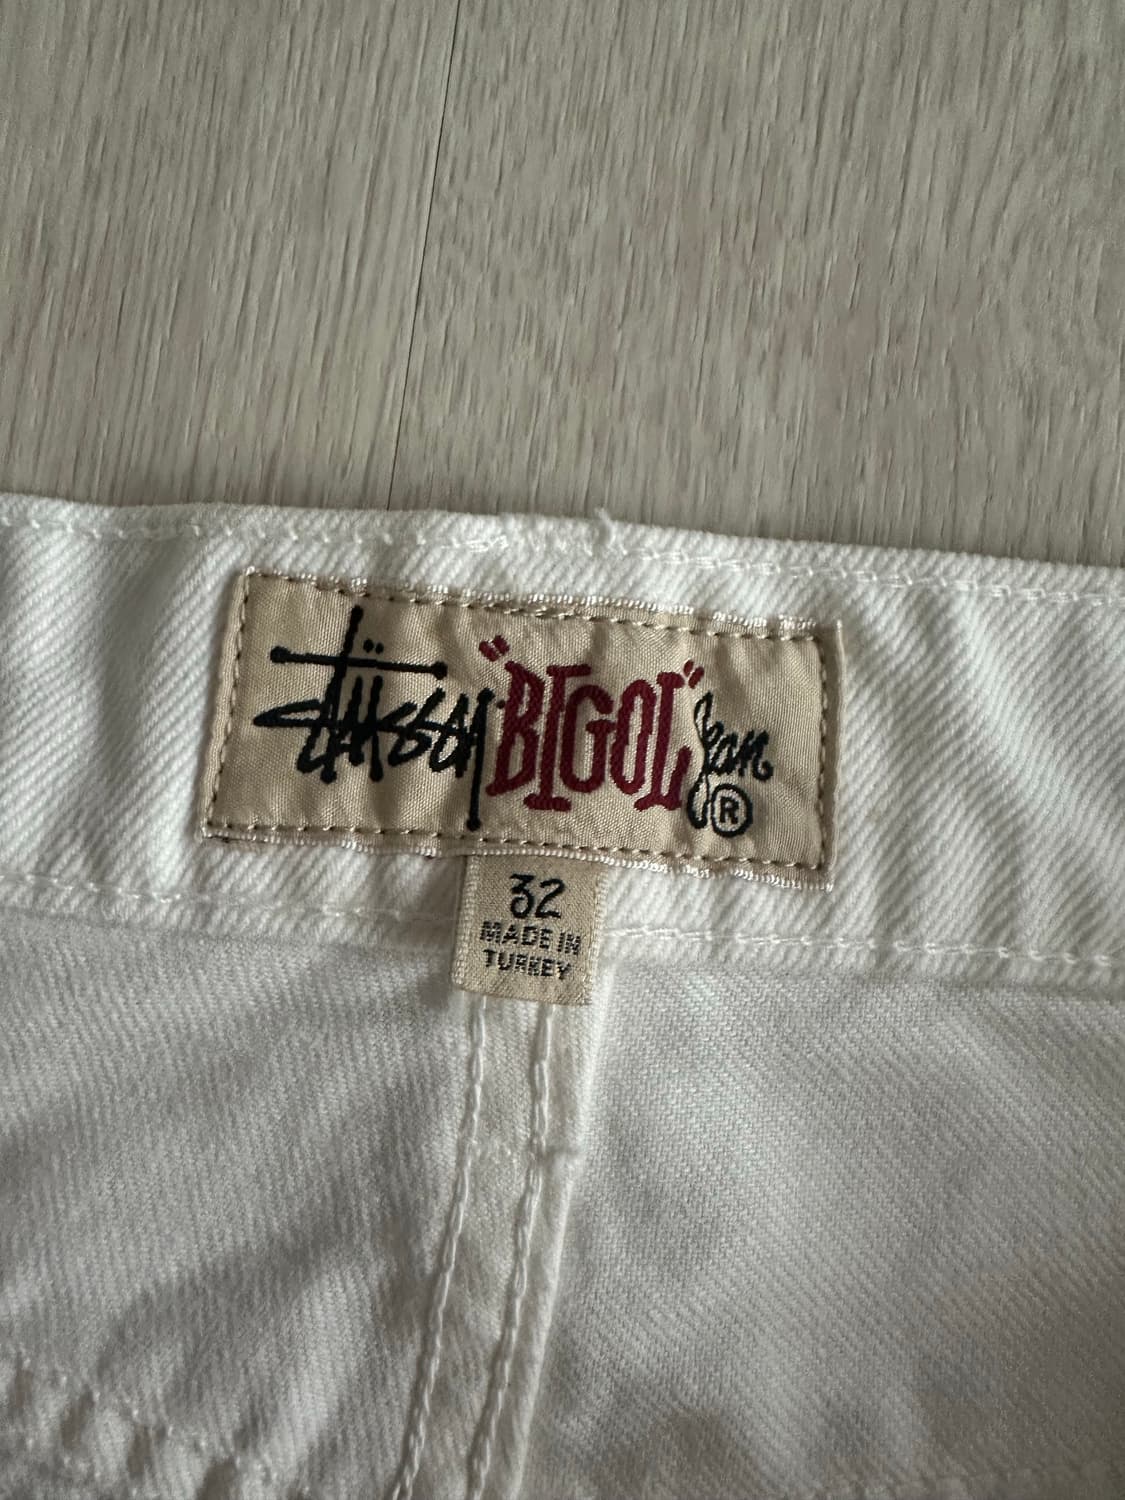 Stüssy "BIGOL" Jean ®
32
MADE IN
TURKEY